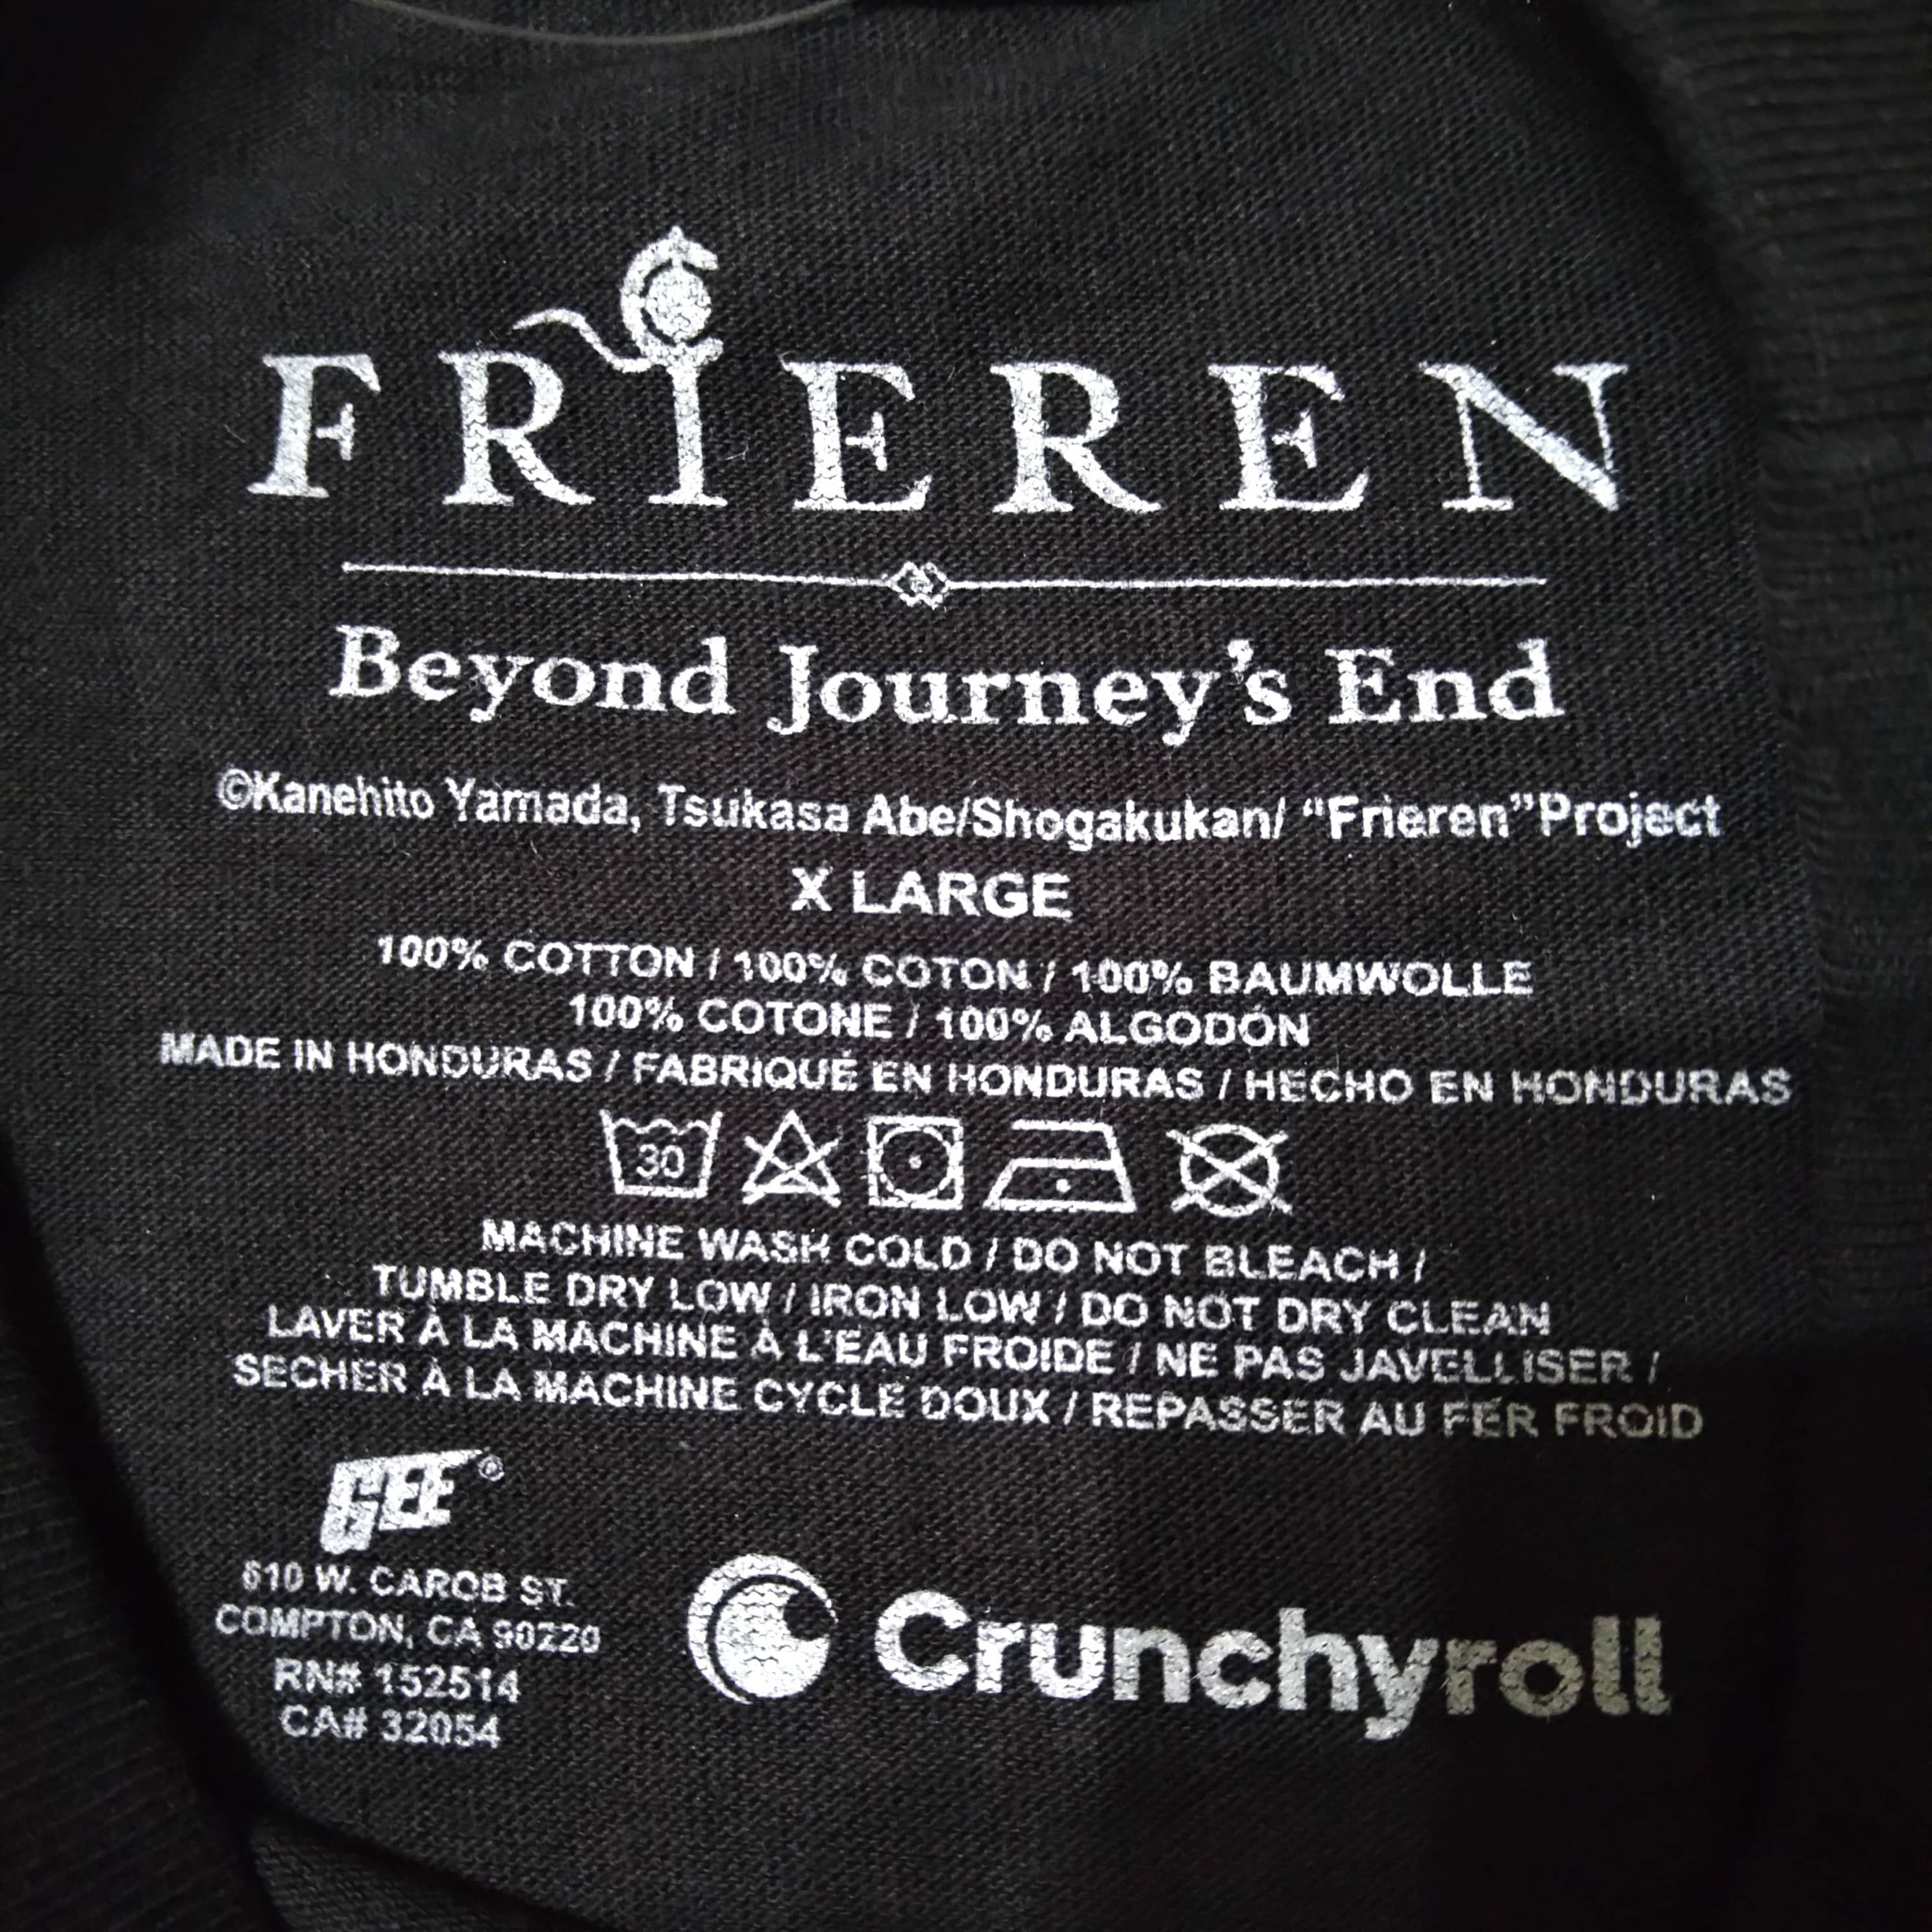 FRIEREN
Beyond Journey's End
©Kanehito Yamada, Tsukasa Abe/Shogakukan/ “Frieren”Project
X LARGE
100% COTTON / 100% COTON / 100% BAUMWOLLE
100% COTONE / 100% ALGODÓN
MADE IN HONDURAS / FABRIQUÉ EN HONDURAS / HECHO EN HONDURAS
30
MACHINE WASH COLD / DO NOT BLEACH /
TUMBLE DRY LOW / IRON LOW / DO NOT DRY CLEAN
LAVER À LA MACHINE À L'EAU FROIDE / NE PAS JAVELLISER /
SECHER À LA MACHINE CYCLE DOUX / REPASSER AU FER FROID
GEE®
610 W. CAROB ST.
COMPTON, CA 90220
RN# 152514
CA# 32054
Crunchyroll